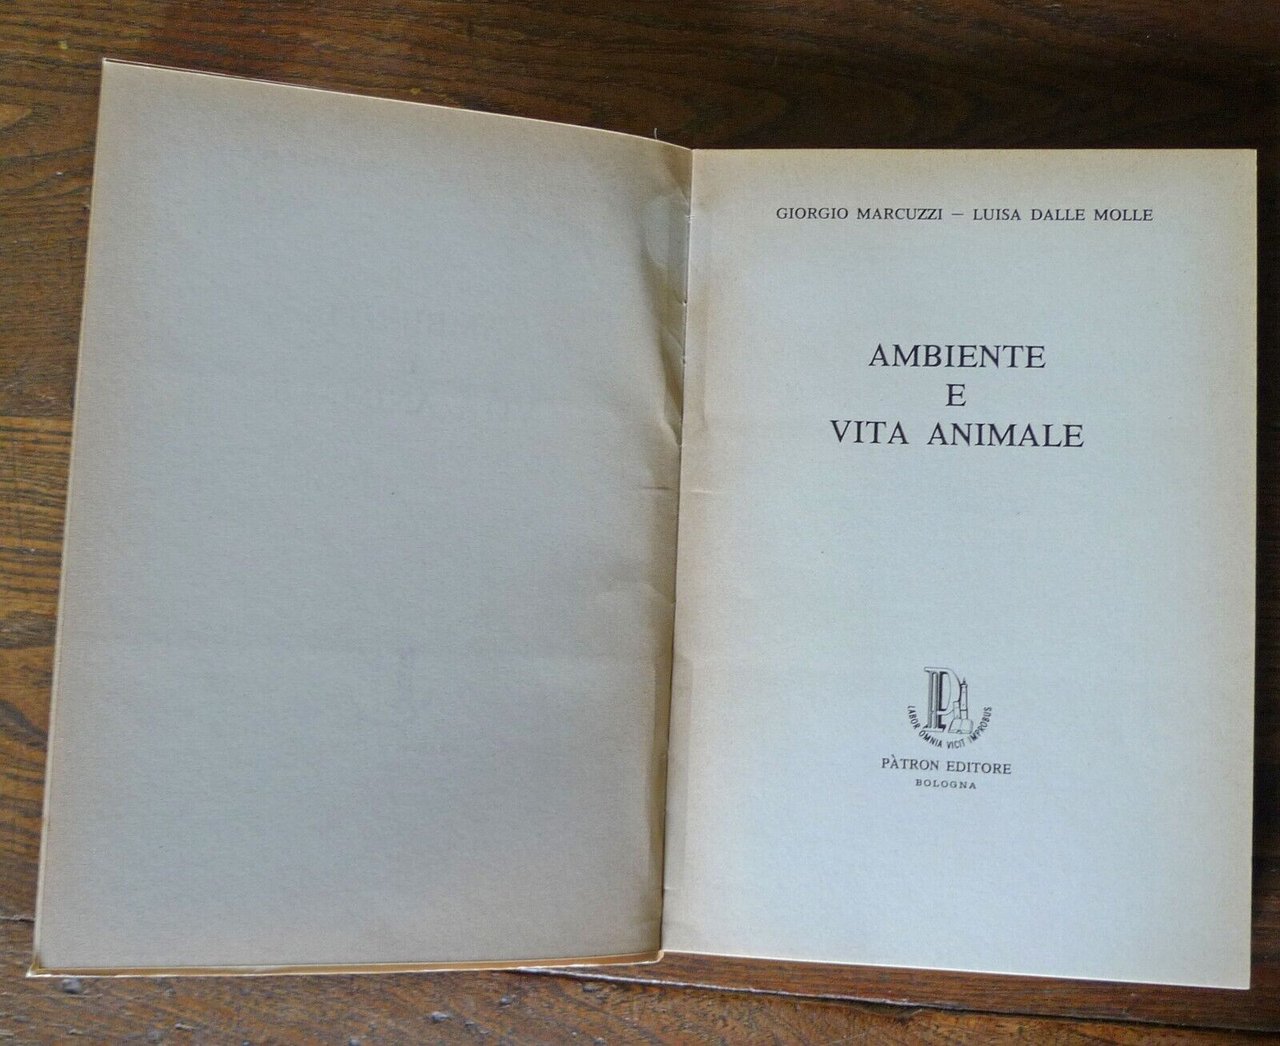 GIORGIO MARCUZZI — LUISA DALLE MOLLE
AMBIENTE
E
VITA ANIMALE
LABOR OMNIA VICIT IMPROBUS
PÀTRON EDITORE
BOLOGNA